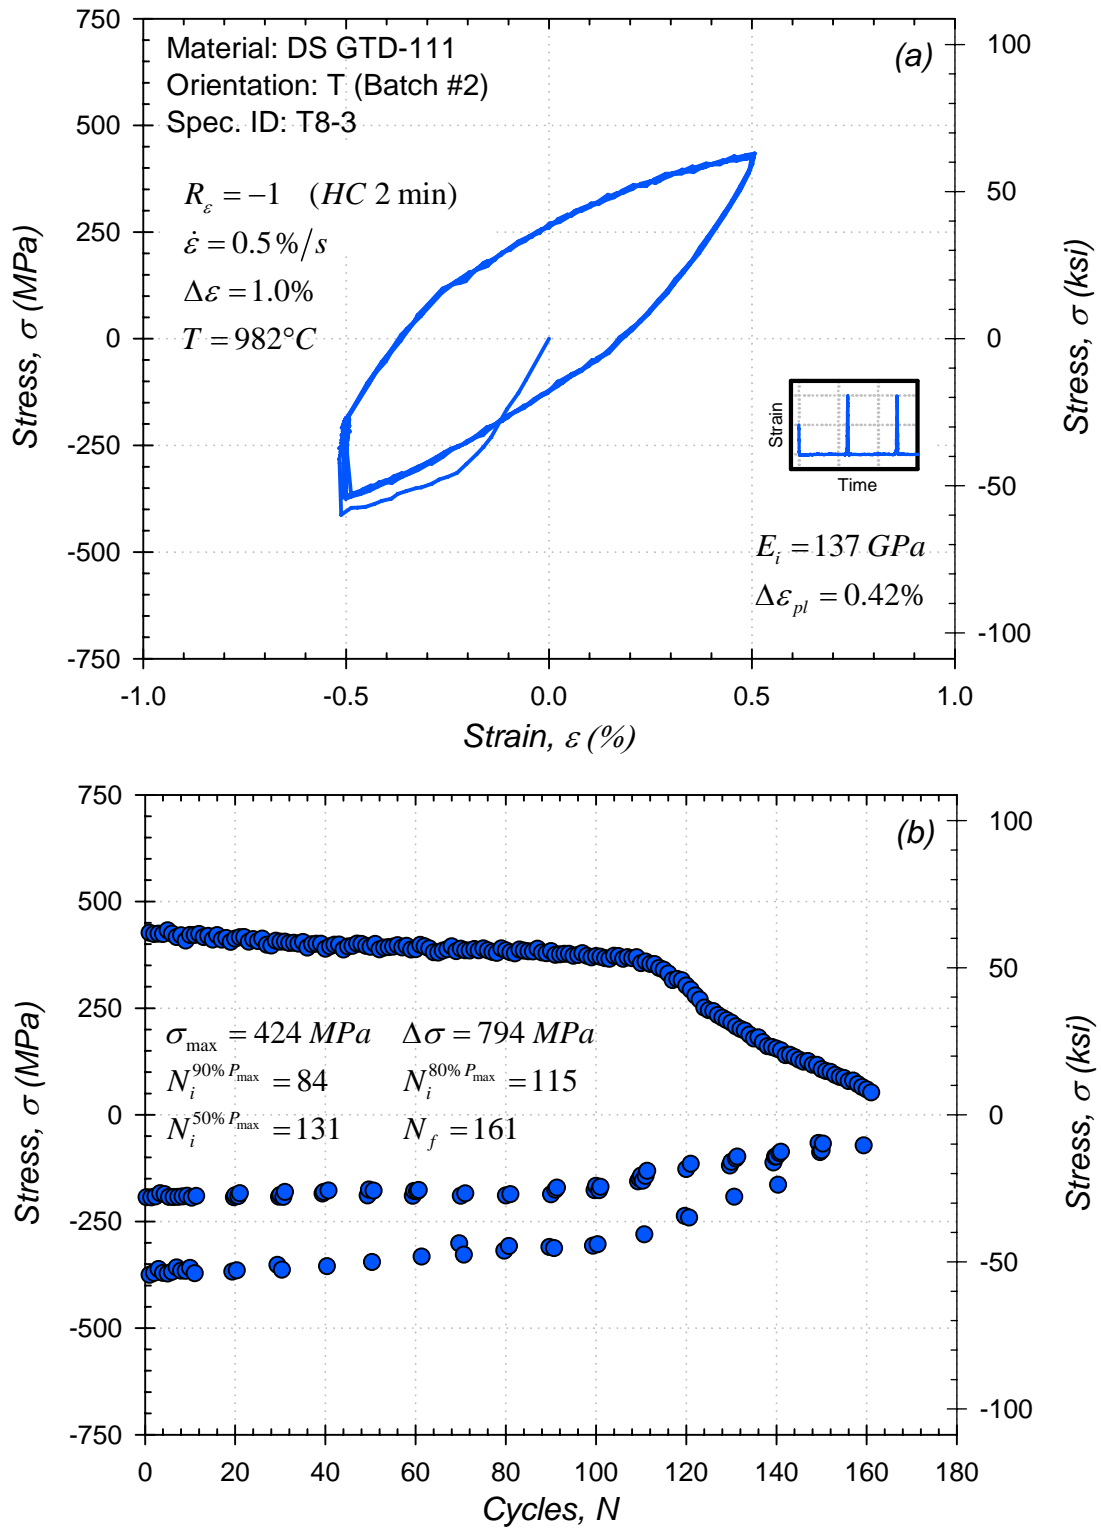 750
500
250
0
-250
-500
-750
Stress, σ (MPa)
Material: DS GTD-111
Orientation: T (Batch #2)
Spec. ID: T8-3
(a)
R_ε = −1 (HC 2 min)
ε̇ = 0.5%/s
Δε = 1.0%
T = 982°C
Strain
Time
E_i = 137 GPa
Δε_pl = 0.42%
100
50
0
-50
-100
Stress, σ (ksi)
-1.0 -0.5 0.0 0.5 1.0
Strain, ε (%)
750
500
250
0
-250
-500
-750
Stress, σ (MPa)
(b)
σ_max = 424 MPa Δσ = 794 MPa
N_i^90% P_max = 84 N_i^80% P_max = 115
N_i^50% P_max = 131 N_f = 161
100
50
0
-50
-100
Stress, σ (ksi)
0 20 40 60 80 100 120 140 160 180
Cycles, N